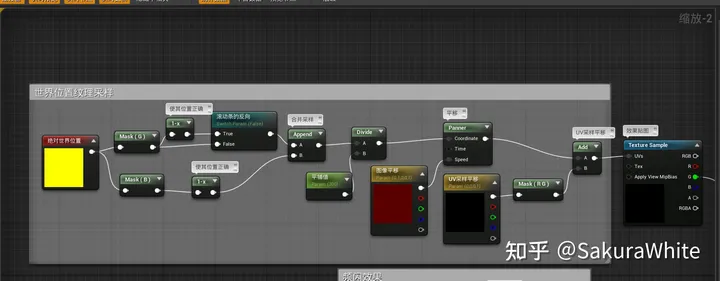 缩放-2
世界位置纹理采样
使其位置正确
滚动条的反向
Switch Param (False)
合并采样
平移
UV采样平移
效果贴图
绝对世界位置
Mask ( G )
1-x
True
False
Append
A
B
Divide
A
B
Panner
Coordinate
Time
Speed
Add
A
B
Texture Sample
UVs
Tex
Apply View MipBias
RGB
R
G
B
A
RGBA
使其位置正确
Mask ( B )
1-x
平铺值
图像平移
UV采样平移
Mask ( R G )
知乎 @SakuraWhite
频闪效果